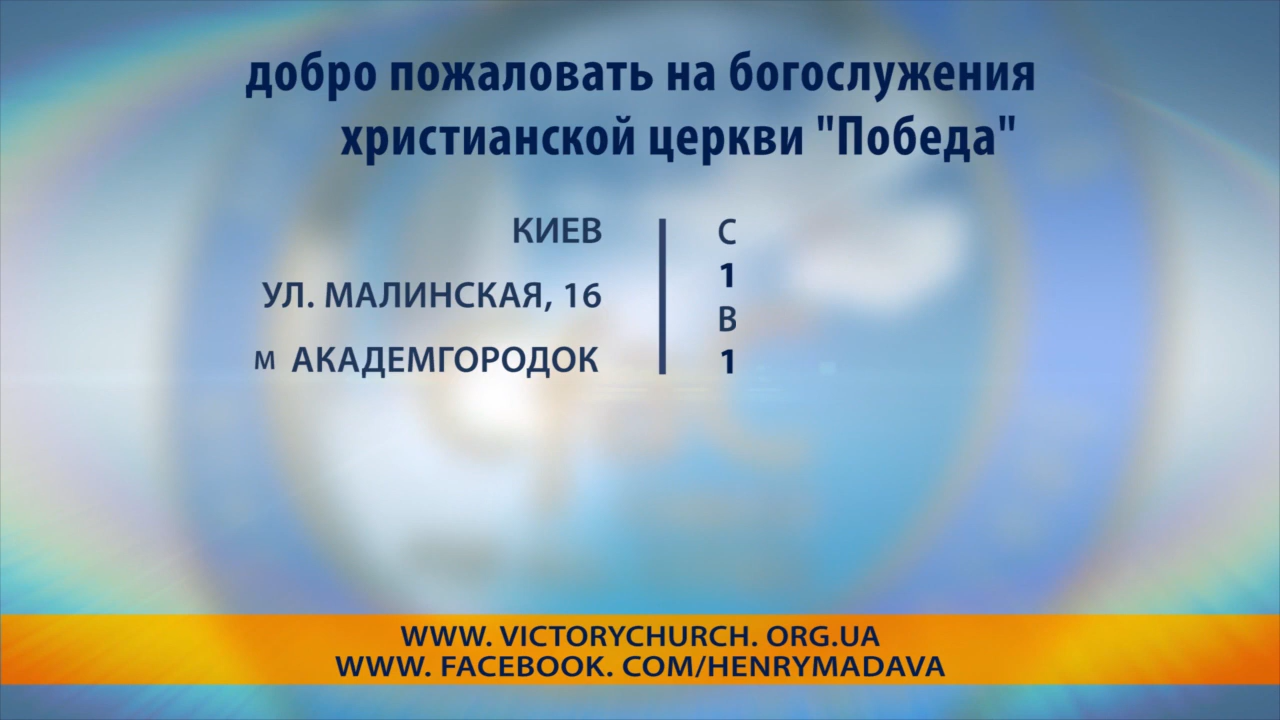 добро пожаловать на богослужения
христианской церкви "Победа"
КИЕВ
УЛ. МАЛИНСКАЯ, 16
М АКАДЕМГОРОДОК
С
1
В
1
WWW. VICTORYCHURCH. ORG.UA
WWW. FACEBOOK. COM/HENRYMADAVA